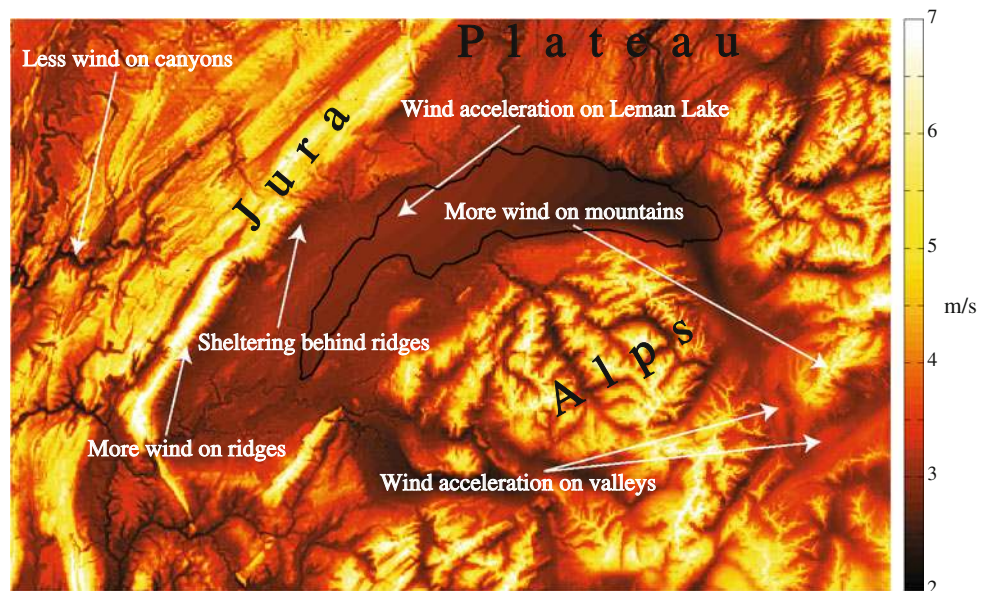 Plateau
7
Less wind on canyons
Wind acceleration on Leman Lake
Jura
6
More wind on mountains
5
m/s
Sheltering behind ridges
Alps
4
More wind on ridges
Wind acceleration on valleys
3
2